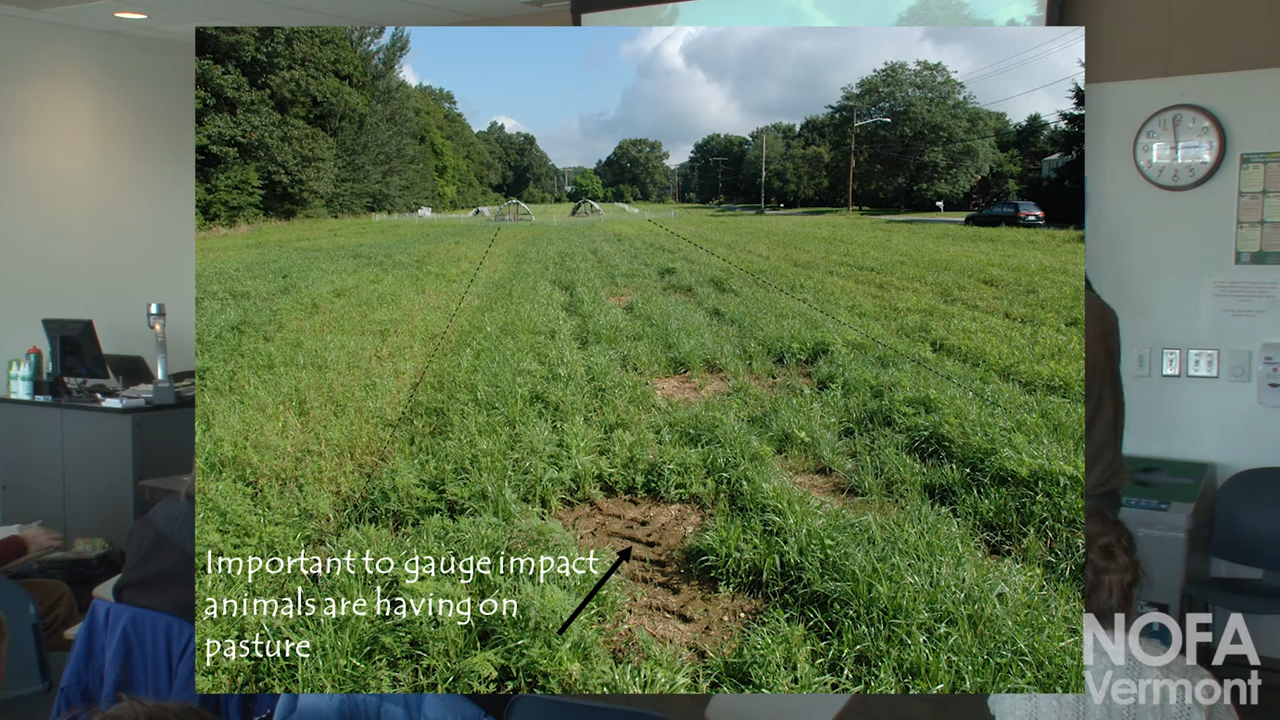 Important to gauge impact
animals are having on
pasture
NOFA
Vermont